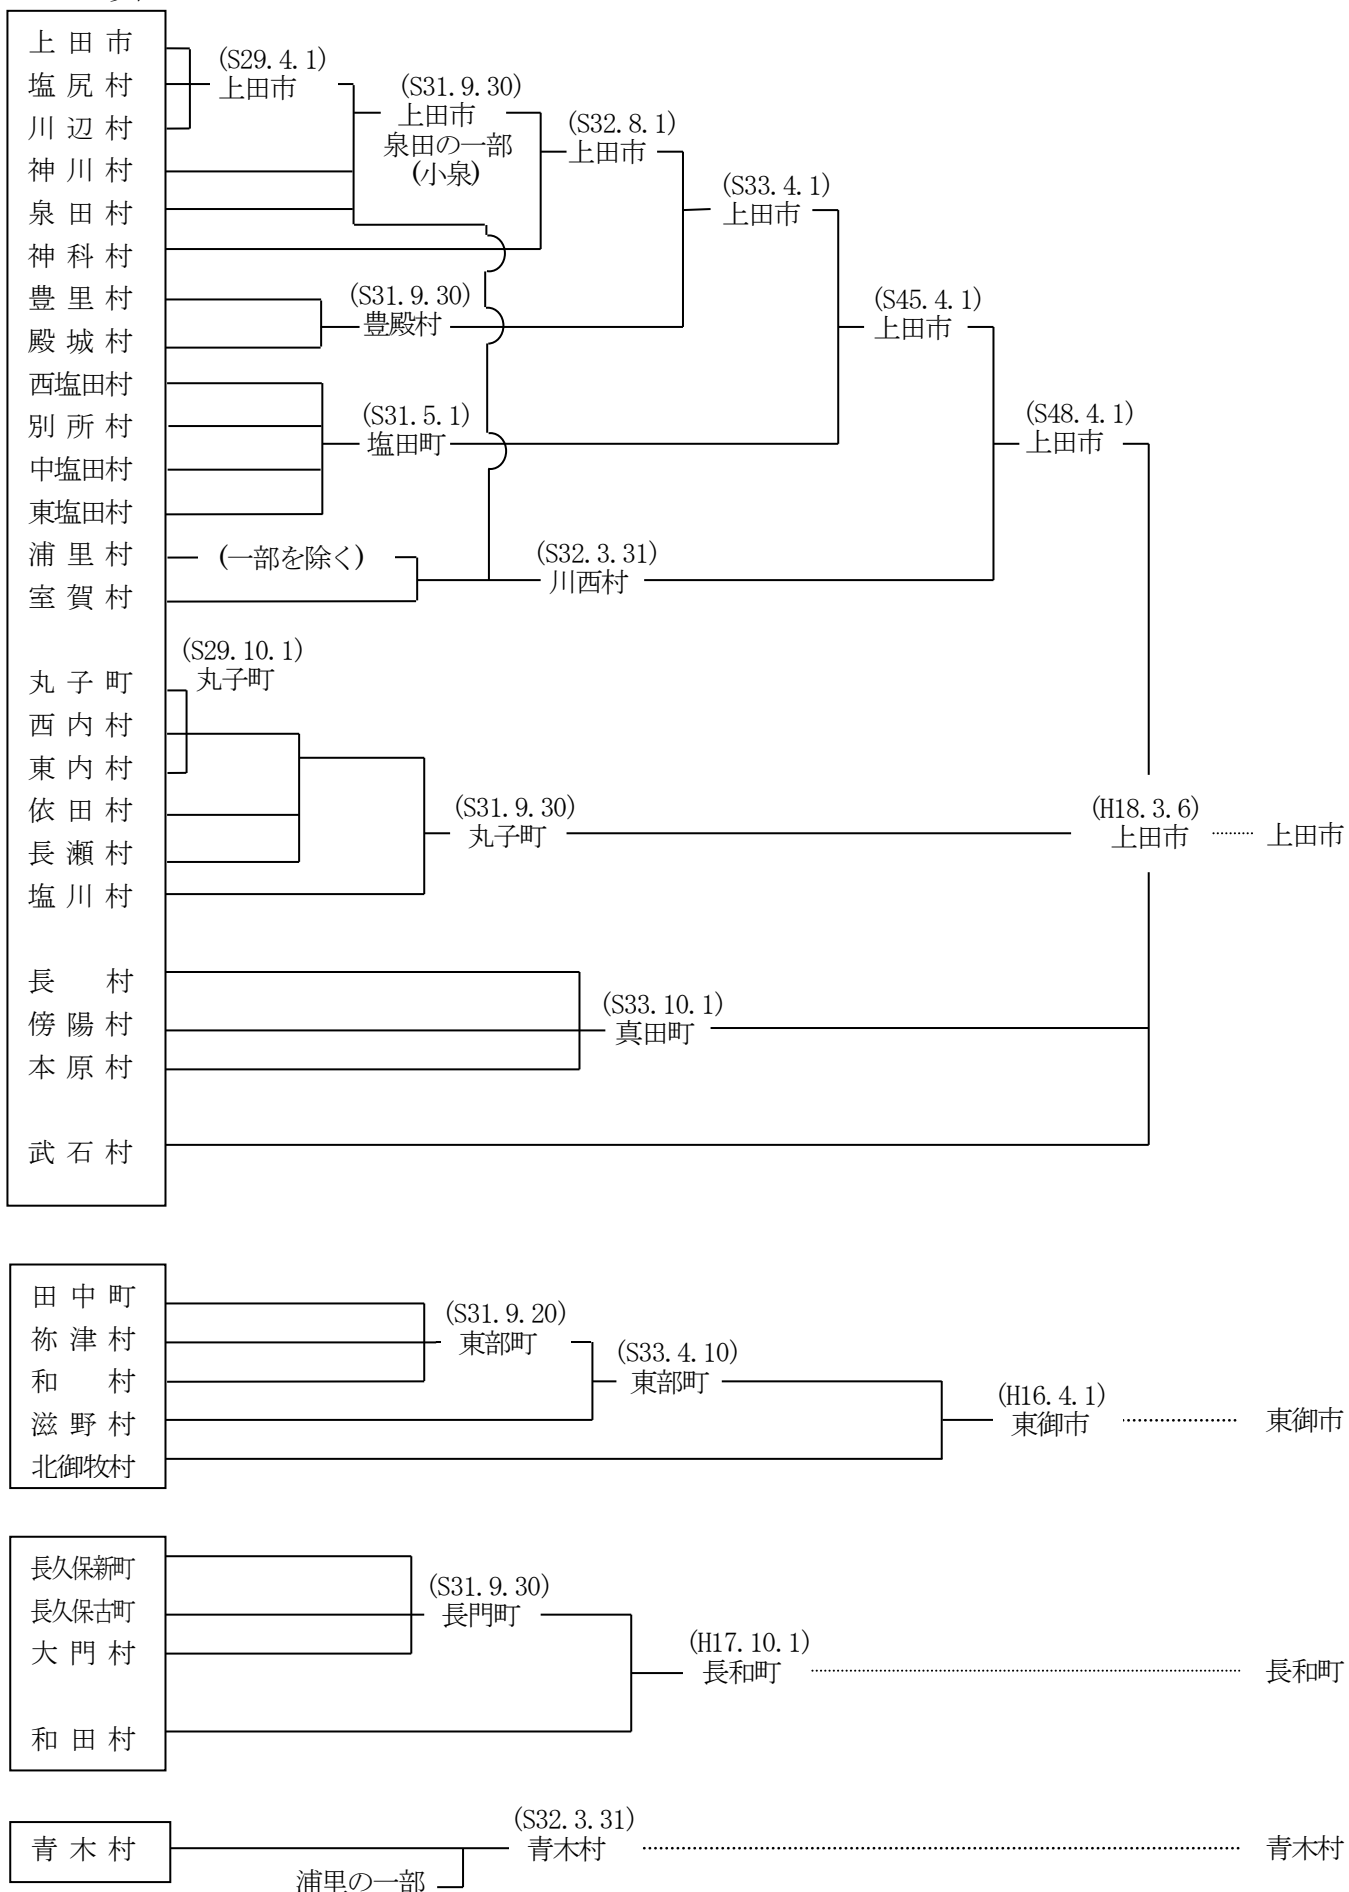 上田市
塩尻村
川辺村
神川村
泉田村
神科村
豊里村
殿城村
西塩田村
別所村
中塩田村
東塩田村
浦里村
室賀村
丸子町
西内村
東内村
依田村
長瀬村
塩川村
長 村
傍陽村
本原村
武石村
(S29.4.1)
上田市
(S31.9.30)
上田市
泉田の一部
(小泉)
(S32.8.1)
上田市
(S33.4.1)
上田市
(S31.9.30)
豊殿村
(S45.4.1)
上田市
(S31.5.1)
塩田町
(S48.4.1)
上田市
(一部を除く)
(S32.3.31)
川西村
(S29.10.1)
丸子町
(S31.9.30)
丸子町
(H18.3.6)
上田市
上田市
(S33.10.1)
真田町
田中町
祢津村
和 村
滋野村
北御牧村
(S31.9.20)
東部町
(S33.4.10)
東部町
(H16.4.1)
東御市
東御市
長久保新町
長久保古町
大門村
和田村
(S31.9.30)
長門町
(H17.10.1)
長和町
長和町
青木村
(S32.3.31)
青木村
青木村
浦里の一部